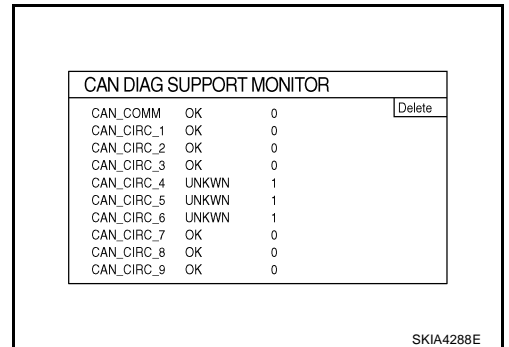 CAN DIAG SUPPORT MONITOR
Delete
CAN_COMM OK 0
CAN_CIRC_1 OK 0
CAN_CIRC_2 OK 0
CAN_CIRC_3 OK 0
CAN_CIRC_4 UNKWN 1
CAN_CIRC_5 UNKWN 1
CAN_CIRC_6 UNKWN 1
CAN_CIRC_7 OK 0
CAN_CIRC_8 OK 0
CAN_CIRC_9 OK 0
SKIA4288E